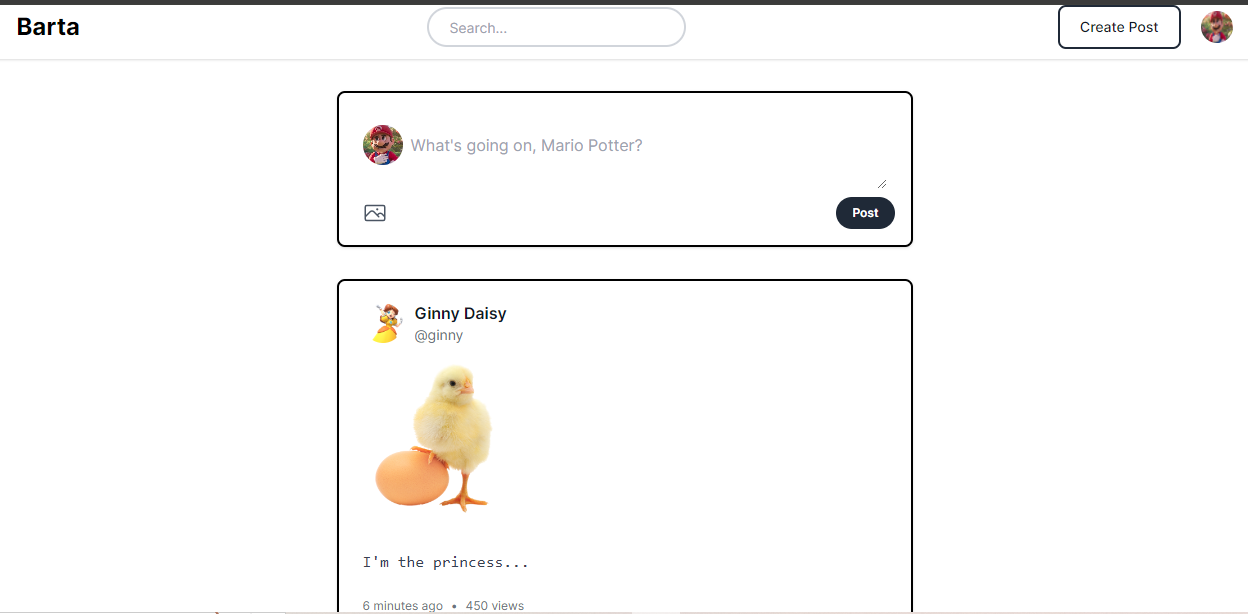 Barta
Search...
Create Post
What's going on, Mario Potter?
Post
Ginny Daisy
@ginny
I'm the princess...
6 minutes ago • 450 views